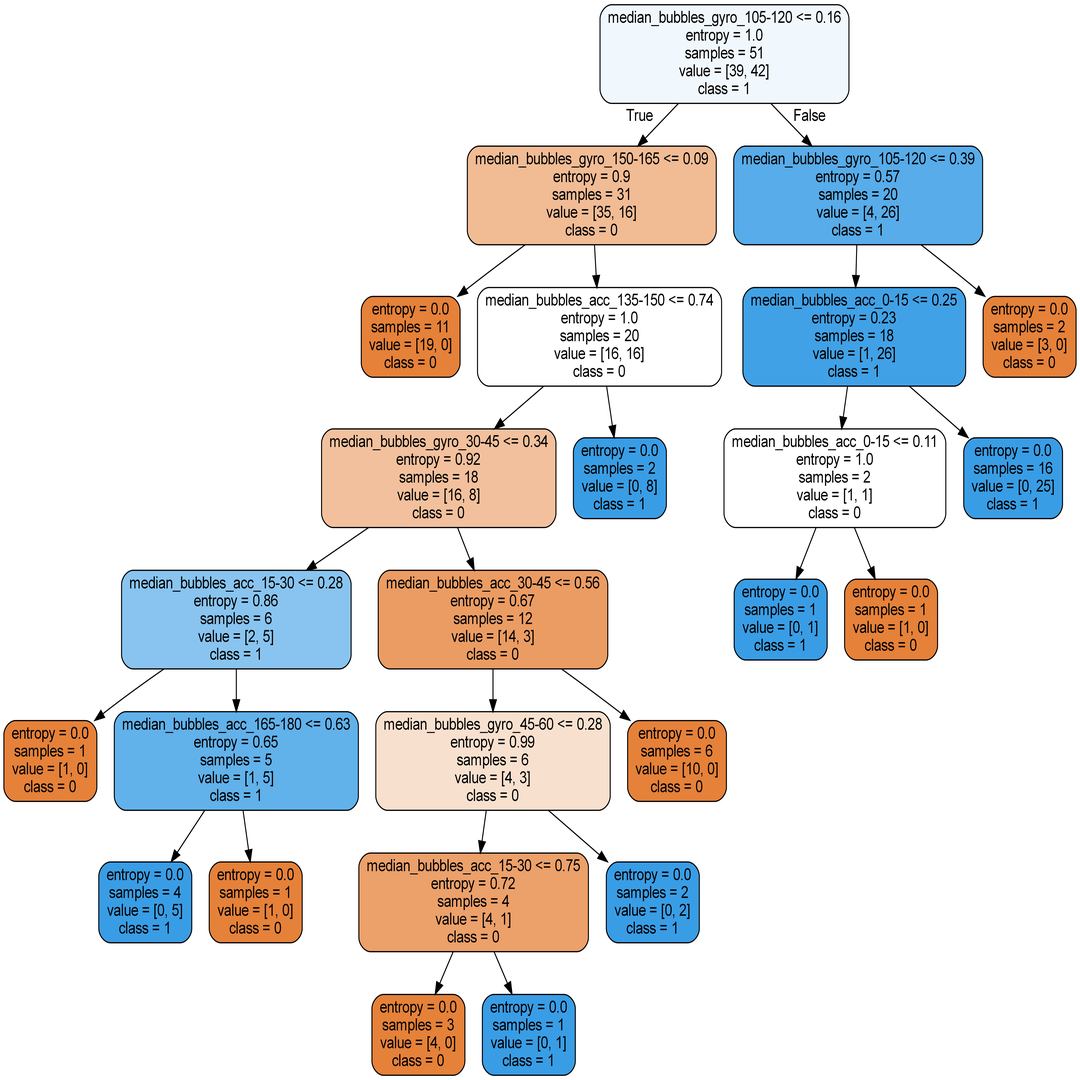 median_bubbles_gyro_105-120 <= 0.16
entropy = 1.0
samples = 51
value = [39, 42]
class = 1
True
False
median_bubbles_gyro_150-165 <= 0.09
entropy = 0.9
samples = 31
value = [35, 16]
class = 0
median_bubbles_gyro_105-120 <= 0.39
entropy = 0.57
samples = 20
value = [4, 26]
class = 1
entropy = 0.0
samples = 11
value = [19, 0]
class = 0
median_bubbles_acc_135-150 <= 0.74
entropy = 1.0
samples = 20
value = [16, 16]
class = 0
median_bubbles_acc_0-15 <= 0.25
entropy = 0.23
samples = 18
value = [1, 26]
class = 1
entropy = 0.0
samples = 2
value = [3, 0]
class = 0
median_bubbles_gyro_30-45 <= 0.34
entropy = 0.92
samples = 18
value = [16, 8]
class = 0
entropy = 0.0
samples = 2
value = [0, 8]
class = 1
median_bubbles_acc_0-15 <= 0.11
entropy = 1.0
samples = 2
value = [1, 1]
class = 0
entropy = 0.0
samples = 16
value = [0, 25]
class = 1
median_bubbles_acc_15-30 <= 0.28
entropy = 0.86
samples = 6
value = [2, 5]
class = 1
median_bubbles_acc_30-45 <= 0.56
entropy = 0.67
samples = 12
value = [14, 3]
class = 0
entropy = 0.0
samples = 1
value = [0, 1]
class = 1
entropy = 0.0
samples = 1
value = [1, 0]
class = 0
entropy = 0.0
samples = 1
value = [1, 0]
class = 0
median_bubbles_acc_165-180 <= 0.63
entropy = 0.65
samples = 5
value = [1, 5]
class = 1
median_bubbles_gyro_45-60 <= 0.28
entropy = 0.99
samples = 6
value = [4, 3]
class = 0
entropy = 0.0
samples = 6
value = [10, 0]
class = 0
entropy = 0.0
samples = 4
value = [0, 5]
class = 1
entropy = 0.0
samples = 1
value = [1, 0]
class = 0
median_bubbles_acc_15-30 <= 0.75
entropy = 0.72
samples = 4
value = [4, 1]
class = 0
entropy = 0.0
samples = 2
value = [0, 2]
class = 1
entropy = 0.0
samples = 3
value = [4, 0]
class = 0
entropy = 0.0
samples = 1
value = [0, 1]
class = 1